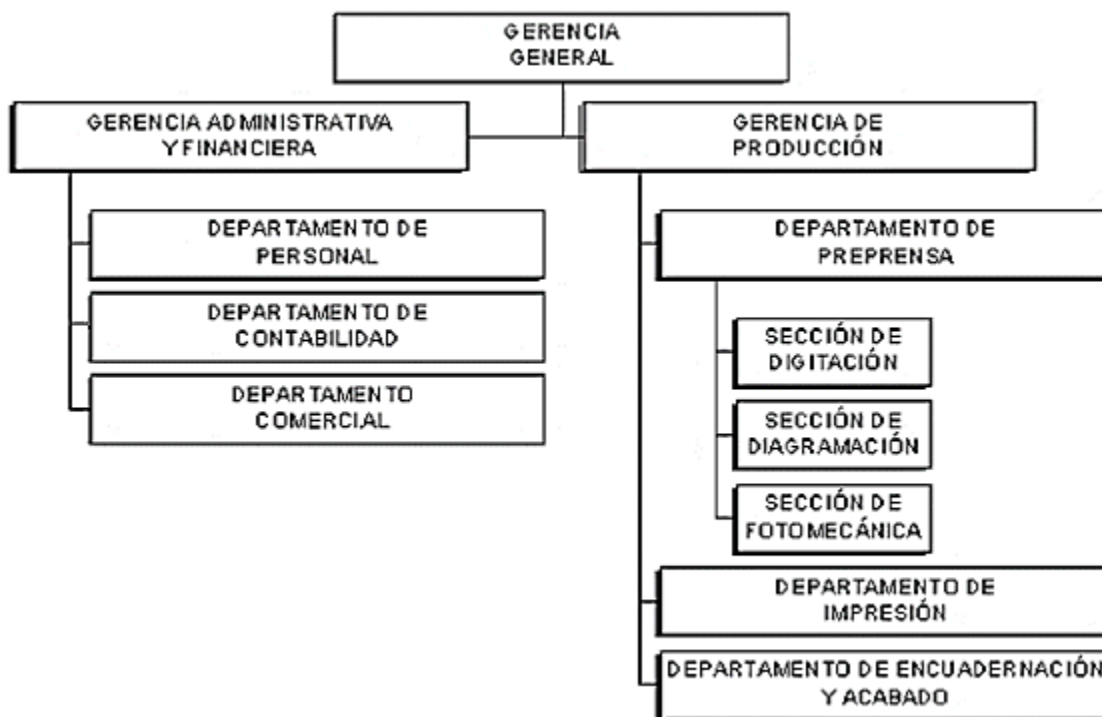 GERENCIA
GENERAL
GERENCIA ADMINISTRATIVA
Y FINANCIERA
DEPARTAMENTO DE
PERSONAL
DEPARTAMENTO DE
CONTABILIDAD
DEPARTAMENTO
COMERCIAL
GERENCIA DE
PRODUCCIÓN
DEPARTAMENTO DE
PREPRENSA
SECCIÓN DE
DIGITACIÓN
SECCIÓN DE
DIAGRAMACIÓN
SECCIÓN DE
FOTOMECÁNICA
DEPARTAMENTO DE
IMPRESIÓN
DEPARTAMENTO DE ENCUADERNACIÓN
Y ACABADO